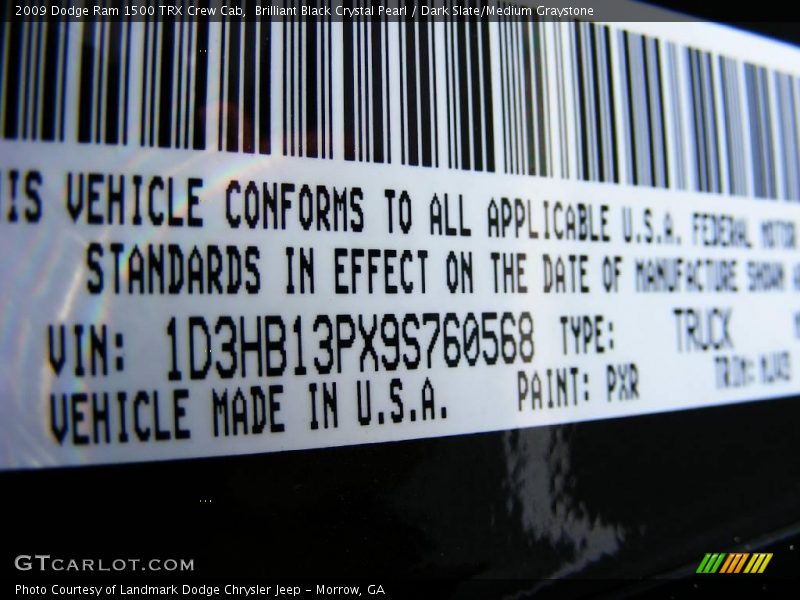 2009 Dodge Ram 1500 TRX Crew Cab, Brilliant Black Crystal Pearl / Dark Slate/Medium Graystone
IS VEHICLE CONFORMS TO ALL APPLICABLE U.S.A. FEDERAL MOTOR
STANDARDS IN EFFECT ON THE DATE OF MANUFACTURE SHOWN
VIN: 1D3HB13PX9S760568 TYPE: TRUCK
VEHICLE MADE IN U.S.A. PAINT: PXR TRIM:
GTCARLOT.COM
Photo Courtesy of Landmark Dodge Chrysler Jeep - Morrow, GA